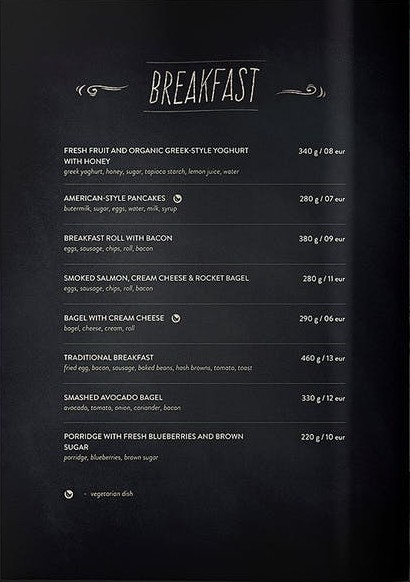 BREAKFAST
FRESH FRUIT AND ORGANIC GREEK-STYLE YOGHURT 340 g / 08 eur
WITH HONEY
greek yoghurt, honey, sugar, tapioca starch, lemon juice, water
AMERICAN-STYLE PANCAKES 280 g / 07 eur
butermilk, sugar, eggs, water, milk, syrup
BREAKFAST ROLL WITH BACON 380 g / 09 eur
eggs, sausage, chips, roll, bacon
SMOKED SALMON, CREAM CHEESE & ROCKET BAGEL 280 g / 11 eur
eggs, sausage, chips, roll, bacon
BAGEL WITH CREAM CHEESE 290 g / 06 eur
bagel, cheese, cream, roll
TRADITIONAL BREAKFAST 460 g / 13 eur
fried egg, bacon, sausage, baked beans, hash browns, tomato, toast
SMASHED AVOCADO BAGEL 330 g / 12 eur
avocado, tomato, onion, coriander, bacon
PORRIDGE WITH FRESH BLUEBERRIES AND BROWN 220 g / 10 eur
SUGAR
porridge, blueberries, brown sugar
- vegetarian dish